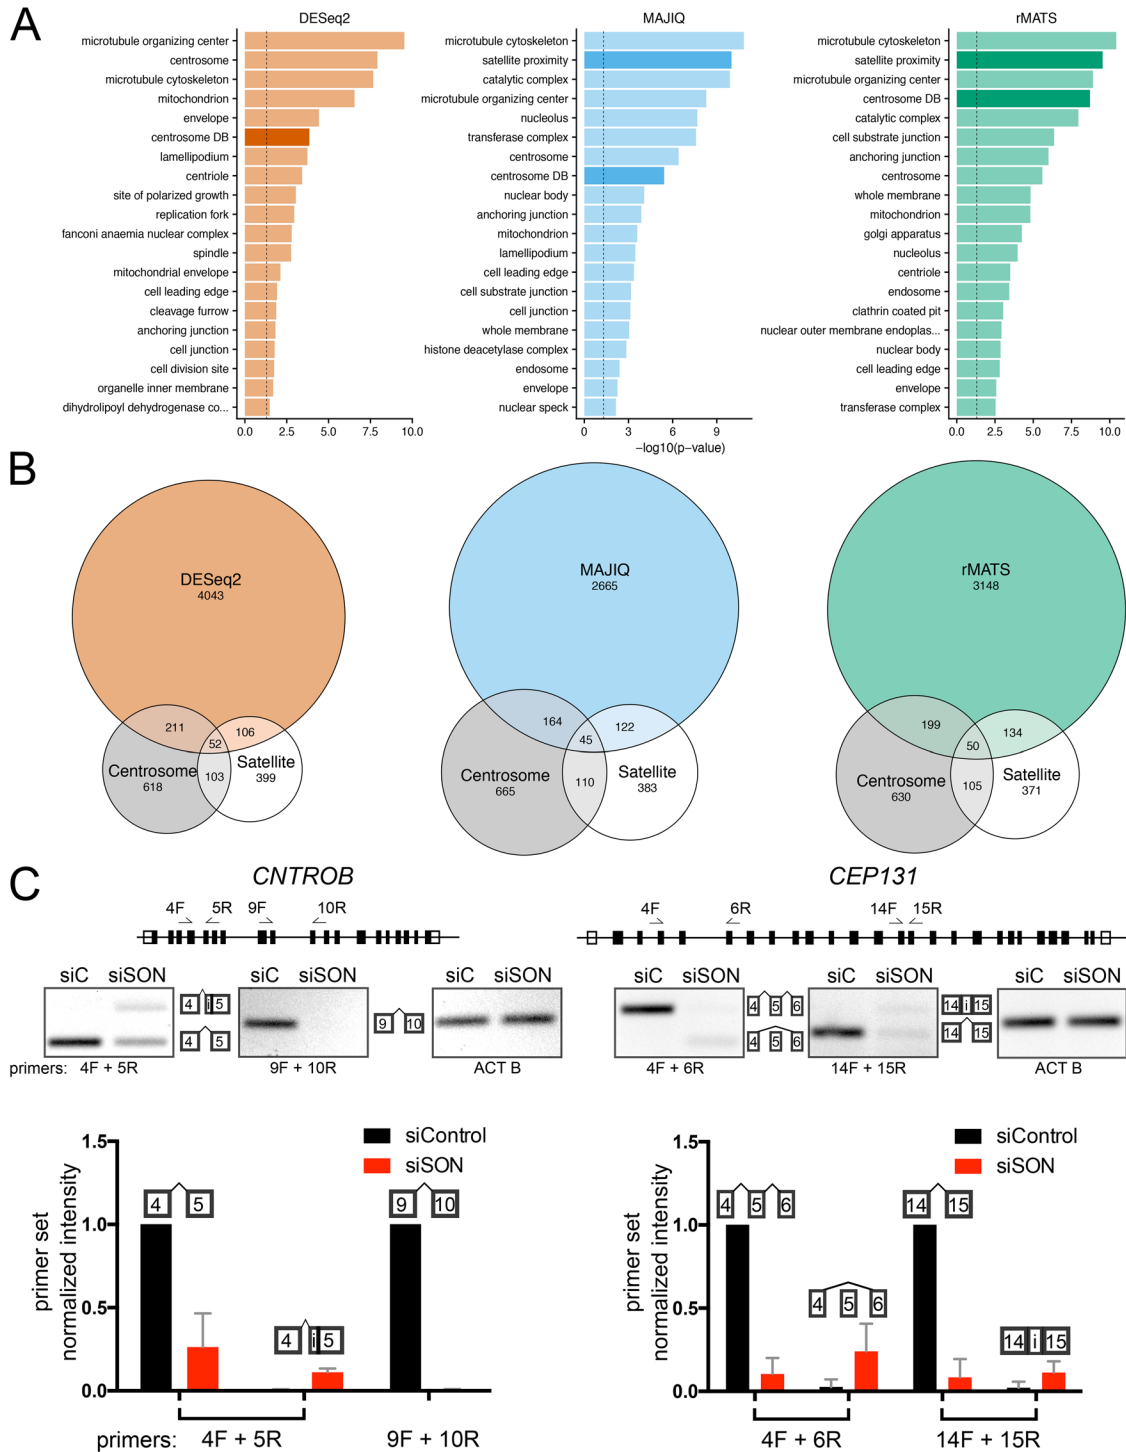 A
DESeq2
microtubule organizing center
centrosome
microtubule cytoskeleton
mitochondrion
envelope
centrosome DB
lamellipodium
centriole
site of polarized growth
replication fork
fanconi anaemia nuclear complex
spindle
mitochondrial envelope
cell leading edge
cleavage furrow
anchoring junction
cell junction
cell division site
organelle inner membrane
dihydrolipoyl dehydrogenase co...
0.0 2.5 5.0 7.5 10.0
MAJIQ
microtubule cytoskeleton
satellite proximity
catalytic complex
microtubule organizing center
nucleolus
transferase complex
centrosome
centrosome DB
nuclear body
anchoring junction
mitochondrion
lamellipodium
cell leading edge
cell substrate junction
cell junction
whole membrane
histone deacetylase complex
endosome
envelope
nuclear speck
0 3 6 9
−log10(p−value)
rMATS
microtubule cytoskeleton
satellite proximity
microtubule organizing center
centrosome DB
catalytic complex
cell substrate junction
anchoring junction
centrosome
whole membrane
mitochondrion
golgi apparatus
nucleolus
centriole
endosome
clathrin coated pit
nuclear outer membrane endoplas...
nuclear body
cell leading edge
envelope
transferase complex
0.0 2.5 5.0 7.5 10.0
B
DESeq2
4043
211 52 106
Centrosome
618
103
Satellite
399
MAJIQ
2665
164 45 122
Centrosome
665
110
Satellite
383
rMATS
3148
199 50 134
Centrosome
630
105
Satellite
371
C
CNTROB
4F 5R 9F 10R
siC siSON
4 i 5
4 5
siC siSON
9 10
primers: 4F + 5R
9F + 10R
ACT B
CEP131
4F 6R 14F 15R
siC siSON
4 5 6
4 5 6
siC siSON
14 i 15
14 15
4F + 6R
14F + 15R
ACT B
primer set
normalized intensity
1.5
1.0
0.5
0.0
siControl
siSON
4 5
4 i 5
9 10
primers: 4F + 5R 9F + 10R
primer set
normalized intensity
1.5
1.0
0.5
0.0
siControl
siSON
4 5 6
4 5 6
14 15
14 i 15
4F + 6R 14F + 15R